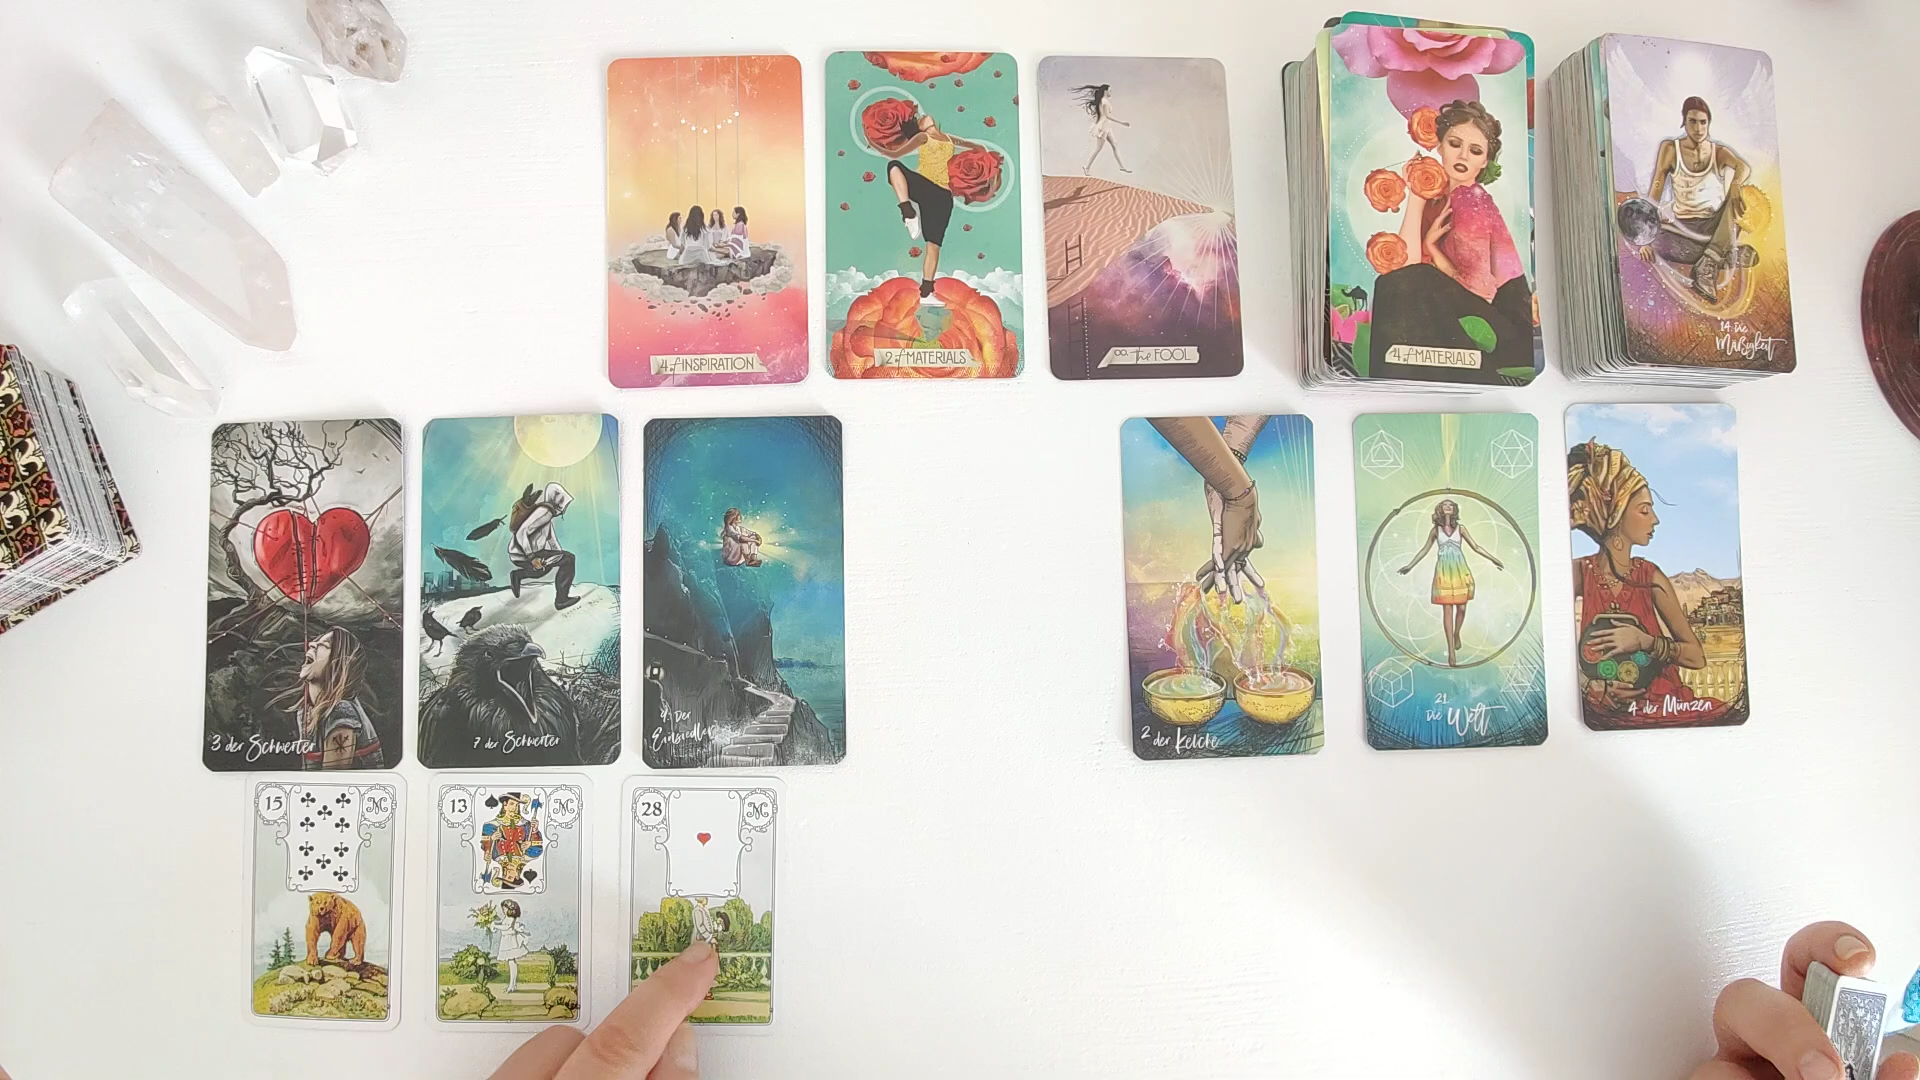 4 of INSPIRATION
2 of MATERIALS
00. the FOOL
4 of MATERIALS
14. Die
Mäßigkeit
3 der Schwerter
7 der Schwerter
9. Der
Einsiedler
2 der Kelche
21.
Die Welt
4 der Münzen
15
13
28